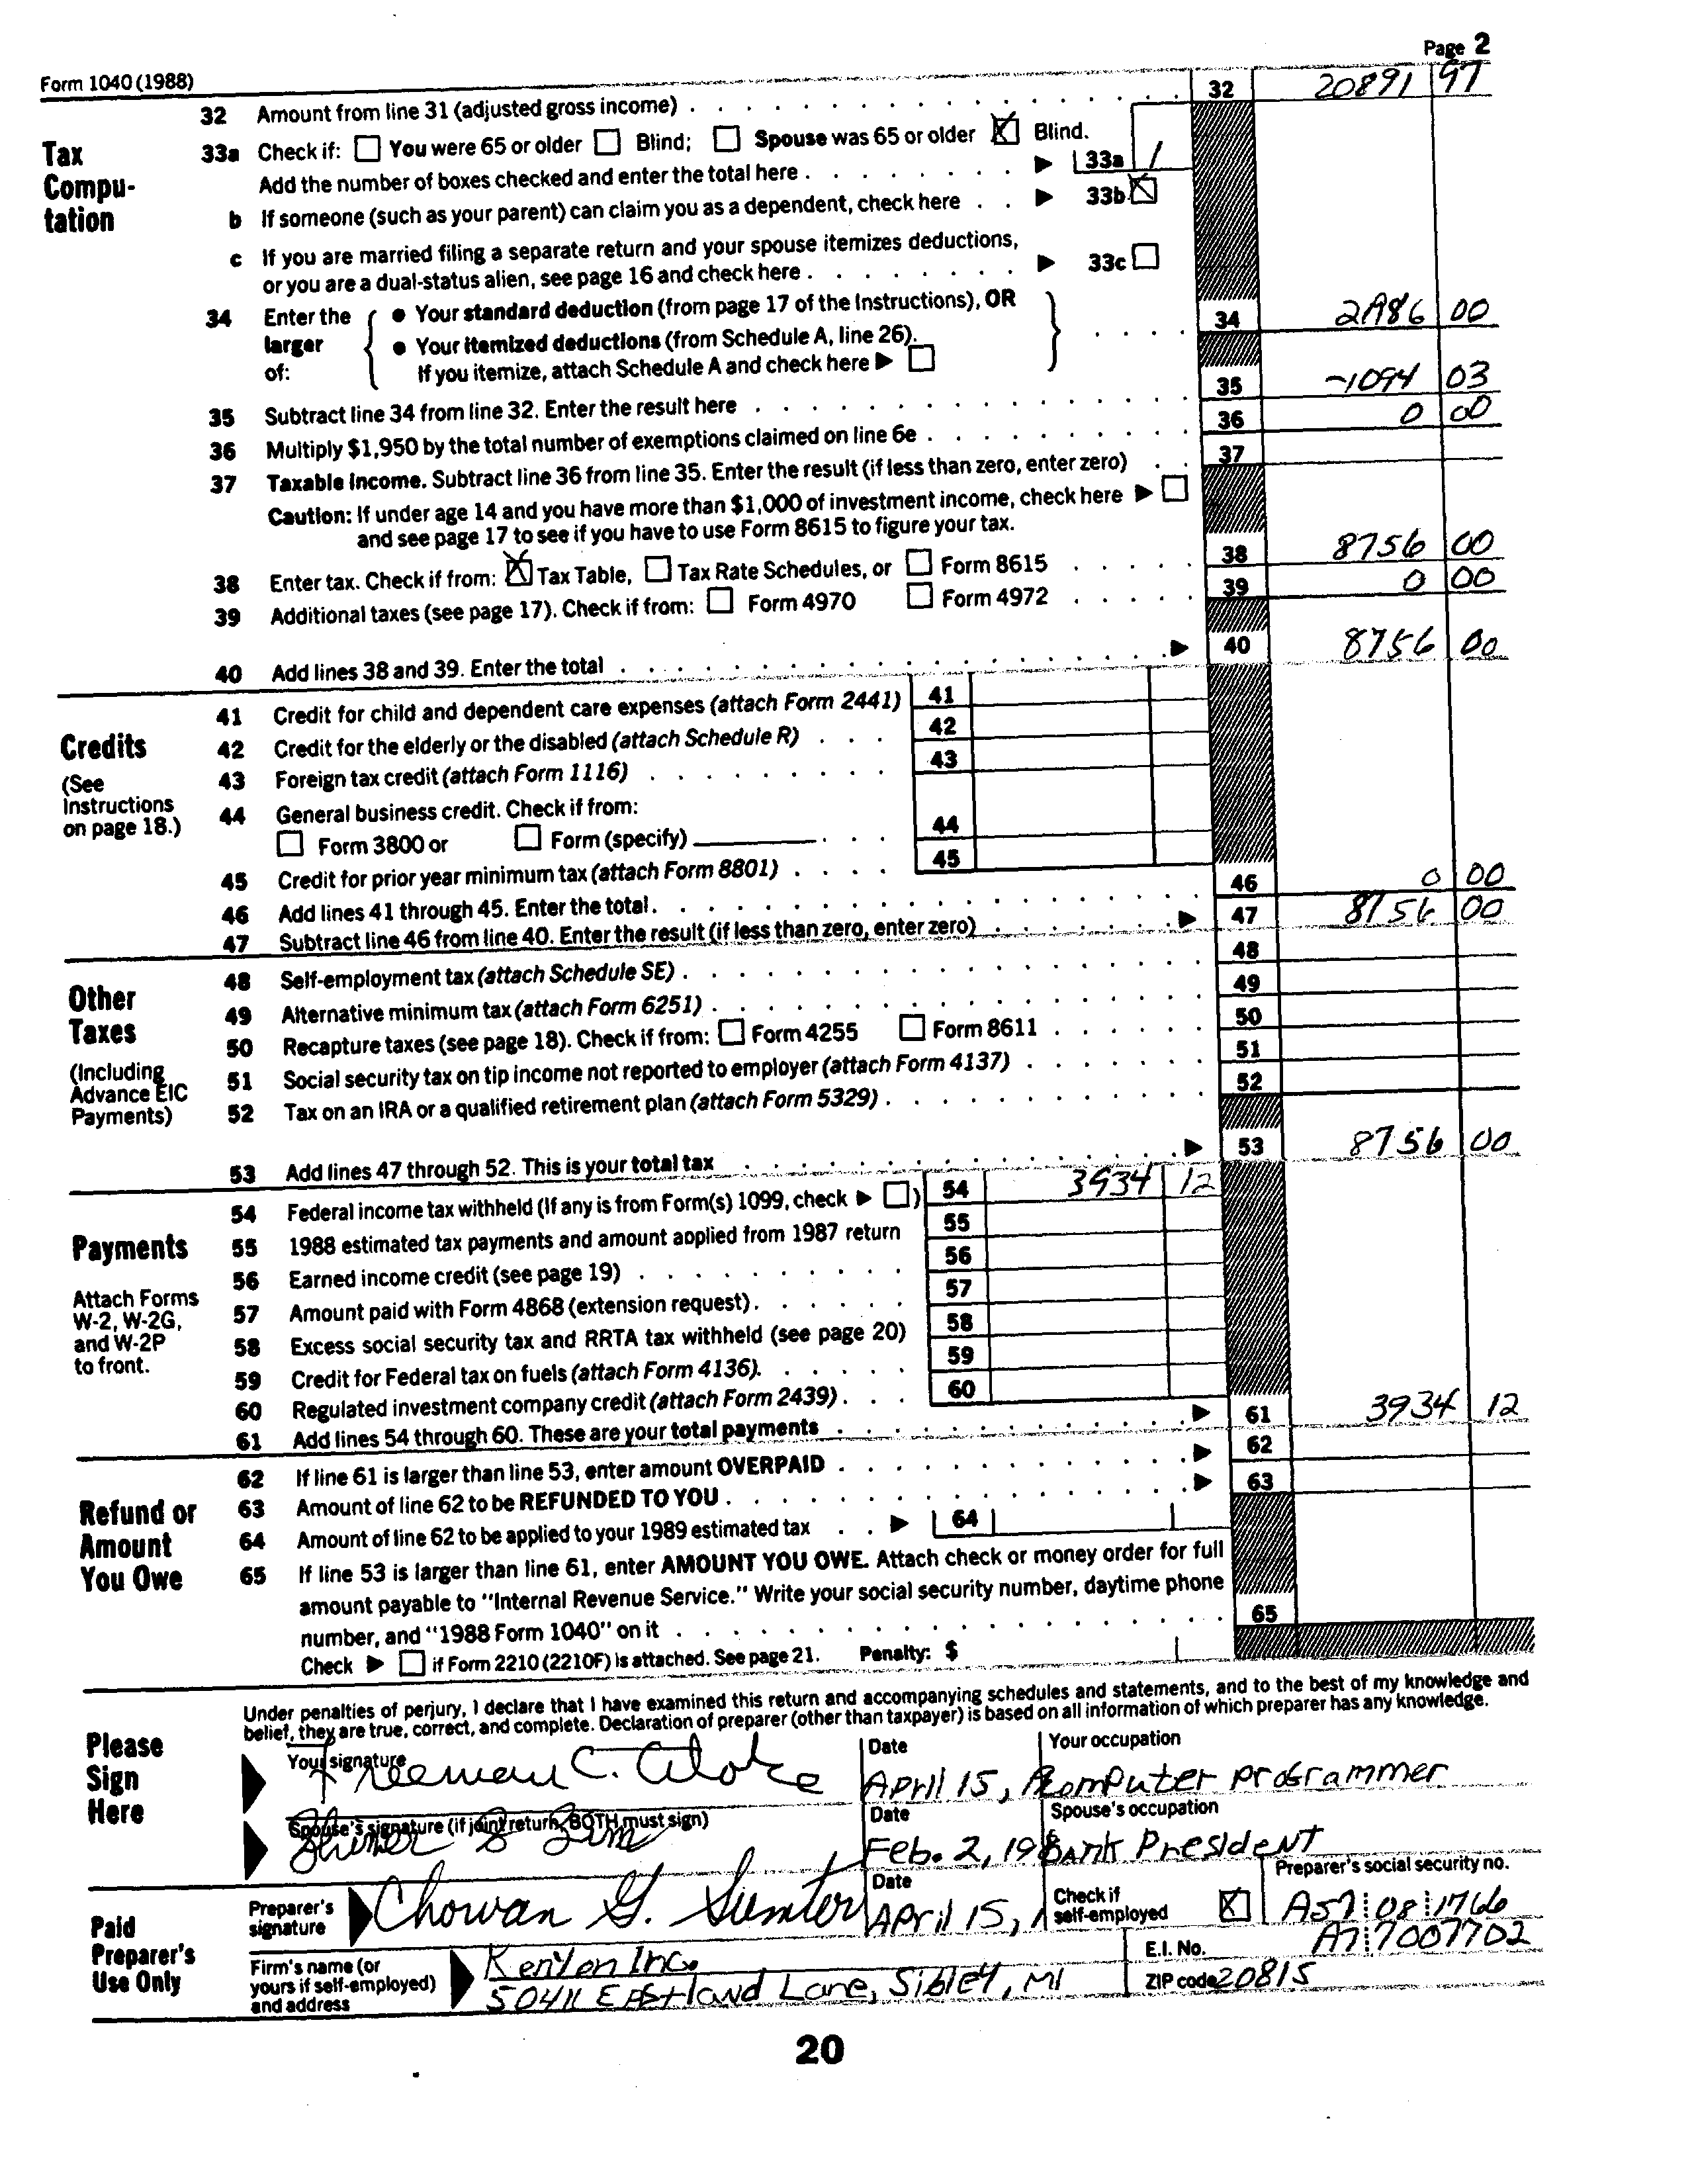 Page 2
Form 1040 (1988)
32 Amount from line 31 (adjusted gross income) 32 20891 97
Tax Compu-tation
33a Check if: You were 65 or older Blind; Spouse was 65 or older X Blind.
Add the number of boxes checked and enter the total here 33a 1
b If someone (such as your parent) can claim you as a dependent, check here 33b X
c If you are married filing a separate return and your spouse itemizes deductions,
or you are a dual-status alien, see page 16 and check here 33c
34 Enter the larger of:
● Your standard deduction (from page 17 of the Instructions), OR
● Your itemized deductions (from Schedule A, line 26).
If you itemize, attach Schedule A and check here
34 2A86 00
35 Subtract line 34 from line 32. Enter the result here 35 -1094 03
36 Multiply $1,950 by the total number of exemptions claimed on line 6e 36 0 00
37 Taxable income. Subtract line 36 from line 35. Enter the result (if less than zero, enter zero) 37
Caution: If under age 14 and you have more than $1,000 of investment income, check here
and see page 17 to see if you have to use Form 8615 to figure your tax.
38 Enter tax. Check if from: X Tax Table, Tax Rate Schedules, or Form 8615 38 8756 00
39 Additional taxes (see page 17). Check if from: Form 4970 Form 4972 39 0 00
40 Add lines 38 and 39. Enter the total 40 8756 00
Credits
(See Instructions on page 18.)
41 Credit for child and dependent care expenses (attach Form 2441) 41
42 Credit for the elderly or the disabled (attach Schedule R) 42
43 Foreign tax credit (attach Form 1116) 43
44 General business credit. Check if from:
Form 3800 or Form (specify) 44
45 Credit for prior year minimum tax (attach Form 8801) 45
46 Add lines 41 through 45. Enter the total. 46 0 00
47 Subtract line 46 from line 40. Enter the result (if less than zero, enter zero) 47 8756 00
Other Taxes
(Including Advance EIC Payments)
48 Self-employment tax (attach Schedule SE) 48
49 Alternative minimum tax (attach Form 6251) 49
50 Recapture taxes (see page 18). Check if from: Form 4255 Form 8611 50
51 Social security tax on tip income not reported to employer (attach Form 4137) 51
52 Tax on an IRA or a qualified retirement plan (attach Form 5329) 52
53 Add lines 47 through 52. This is your total tax 53 8756 00
Payments
Attach Forms W-2, W-2G, and W-2P to front.
54 Federal income tax withheld (If any is from Form(s) 1099, check ) 54 3934 12
55 1988 estimated tax payments and amount applied from 1987 return 55
56 Earned income credit (see page 19) 56
57 Amount paid with Form 4868 (extension request) 57
58 Excess social security tax and RRTA tax withheld (see page 20) 58
59 Credit for Federal tax on fuels (attach Form 4136). 59
60 Regulated investment company credit (attach Form 2439) 60
61 Add lines 54 through 60. These are your total payments 61 3934 12
Refund or Amount You Owe
62 If line 61 is larger than line 53, enter amount OVERPAID 62
63 Amount of line 62 to be REFUNDED TO YOU 63
64 Amount of line 62 to be applied to your 1989 estimated tax 64
65 If line 53 is larger than line 61, enter AMOUNT YOU OWE. Attach check or money order for full
amount payable to "Internal Revenue Service." Write your social security number, daytime phone
number, and "1988 Form 1040" on it 65
Check if Form 2210 (2210F) is attached. See page 21. Penalty: $
Please Sign Here
Under penalties of perjury, I declare that I have examined this return and accompanying schedules and statements, and to the best of my knowledge and
belief, they are true, correct, and complete. Declaration of preparer (other than taxpayer) is based on all information of which preparer has any knowledge.
Your signature Date Your occupation
Freeman C. April 15, Computer programmer
Spouse's signature (if joint return, BOTH must sign) Date Spouse's occupation
Feb. 2, 198 Bank President
Paid Preparer's Use Only
Preparer's signature Chowan G. Sumter Date April 15, 1 Check if self-employed X Preparer's social security no. A57 08 1766
Firm's name (or yours if self-employed) and address Kenyon Inc. E.I. No. A7 7007702
Eastland Lane, Sibley, MI ZIP code 20815
20